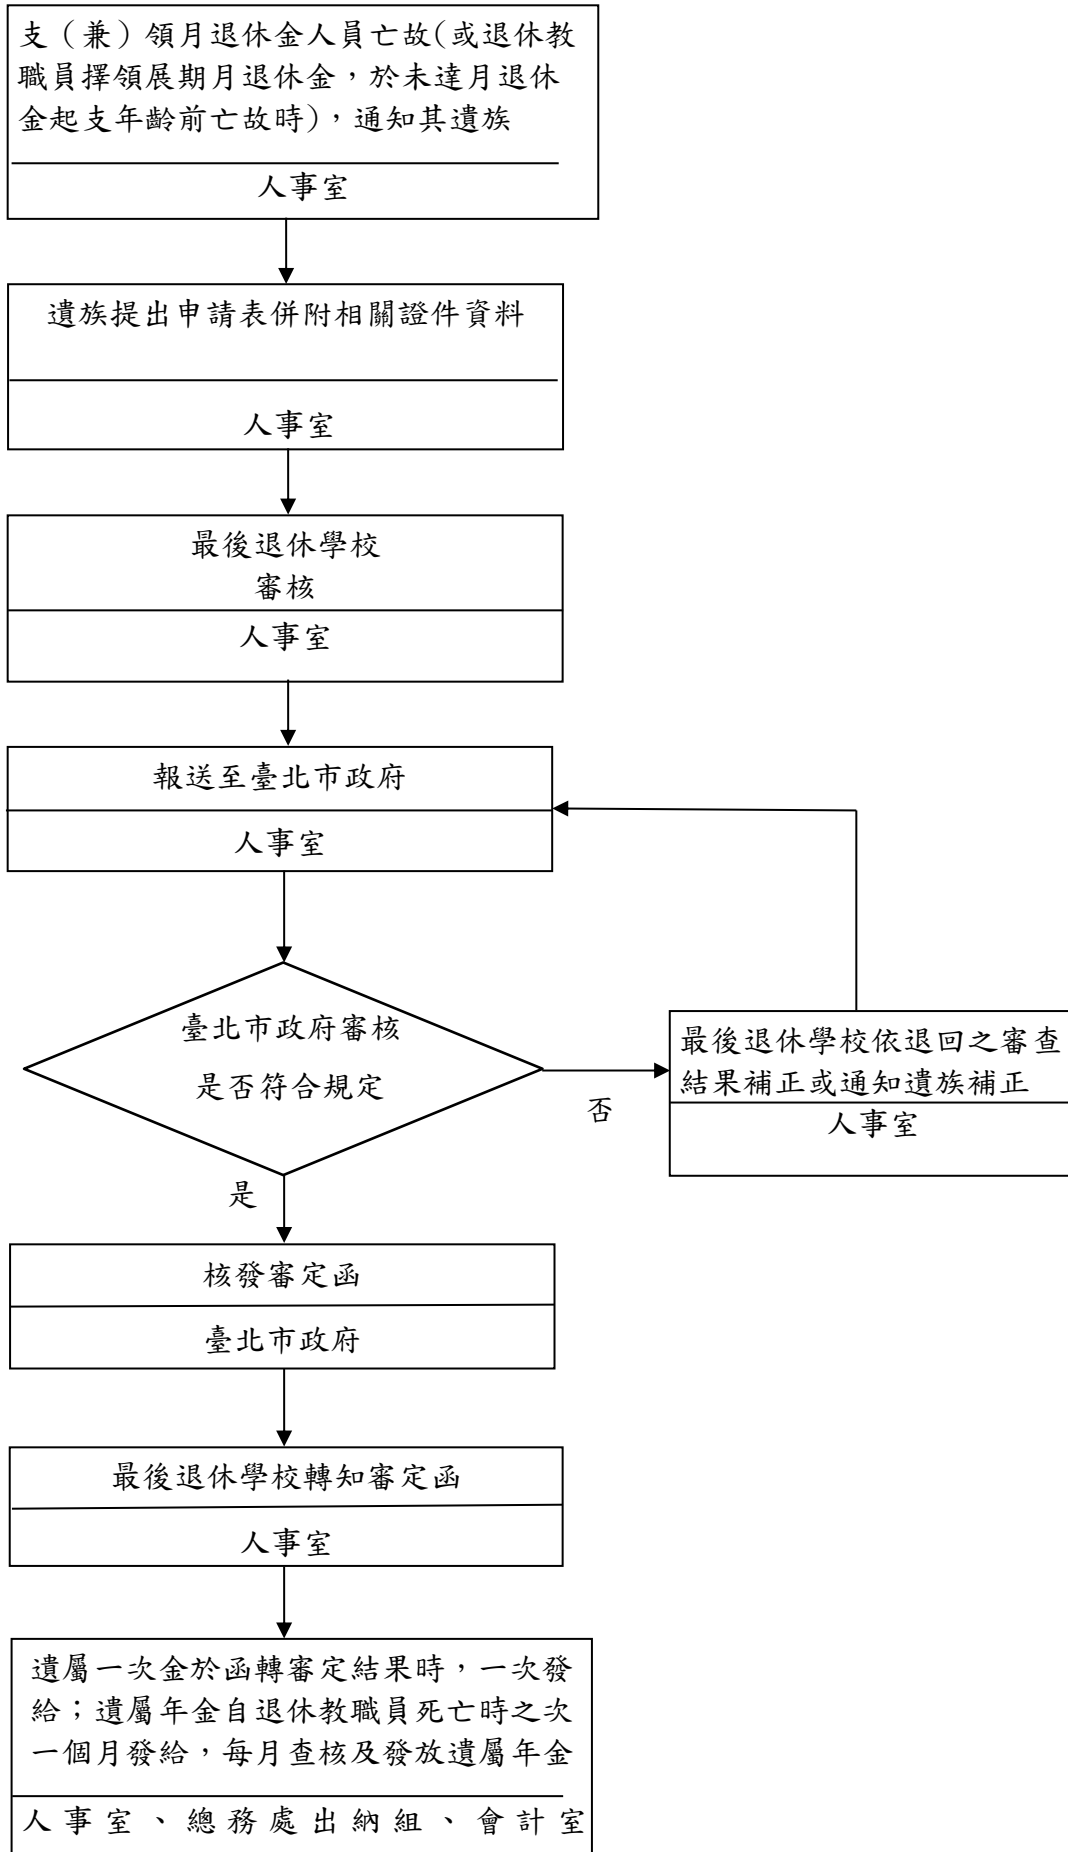 支（兼）領月退休金人員亡故(或退休教
職員擇領展期月退休金，於未達月退休
金起支年齡前亡故時)，通知其遺族
人事室
遺族提出申請表併附相關證件資料
人事室
最後退休學校
審核
人事室
報送至臺北市政府
人事室
臺北市政府審核
是否符合規定
否
最後退休學校依退回之審查
結果補正或通知遺族補正
人事室
是
核發審定函
臺北市政府
最後退休學校轉知審定函
人事室
遺屬一次金於函轉審定結果時，一次發
給；遺屬年金自退休教職員死亡時之次
一個月發給，每月查核及發放遺屬年金
人事室、總務處出納組、會計室